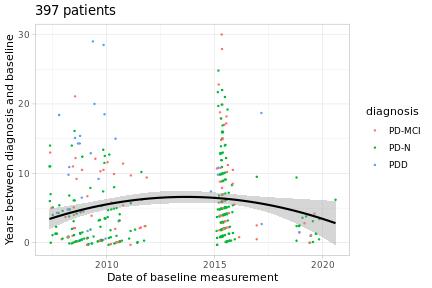 397 patients
Years between diagnosis and baseline
30
20
10
0
2010
2015
2020
Date of baseline measurement
diagnosis
PD-MCI
PD-N
PDD